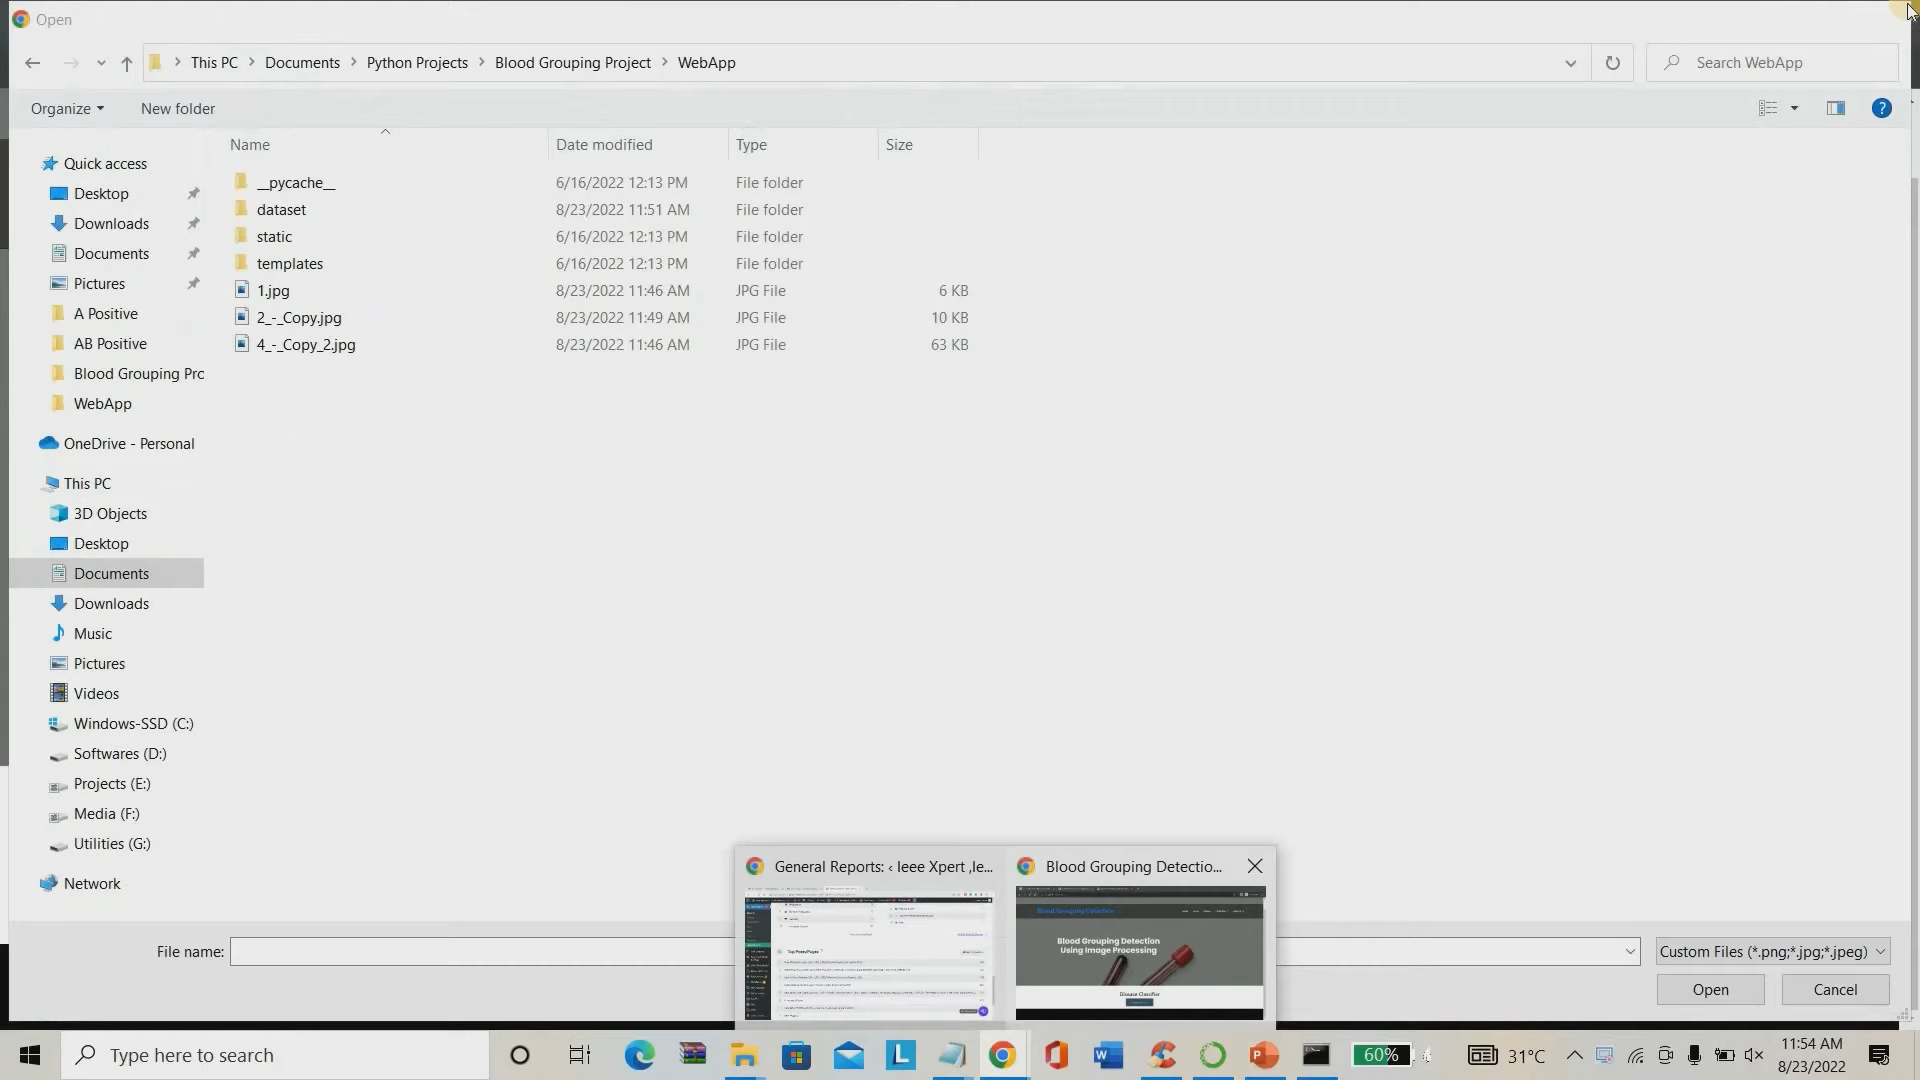 Open
This PC Documents Python Projects Blood Grouping Project WebApp
Search WebApp
Organize New folder
Name Date modified Type Size
__pycache__ 6/16/2022 12:13 PM File folder
dataset 8/23/2022 11:51 AM File folder
static 6/16/2022 12:13 PM File folder
templates 6/16/2022 12:13 PM File folder
1.jpg 8/23/2022 11:46 AM JPG File 6 KB
2_-_Copy.jpg 8/23/2022 11:49 AM JPG File 10 KB
4_-_Copy_2.jpg 8/23/2022 11:46 AM JPG File 63 KB
Quick access
Desktop
Downloads
Documents
Pictures
A Positive
AB Positive
Blood Grouping Prc
WebApp
OneDrive - Personal
This PC
3D Objects
Desktop
Documents
Downloads
Music
Pictures
Videos
Windows-SSD (C:)
Softwares (D:)
Projects (E:)
Media (F:)
Utilities (G:)
Network
General Reports: ‹ Ieee Xpert ,Ie...
Blood Grouping Detectio...
Blood Grouping Detection
Using Image Processing
Disease Classifier
File name:
Custom Files (*.png;*.jpg;*.jpeg)
Open Cancel
Type here to search
60%
31°C
11:54 AM
8/23/2022